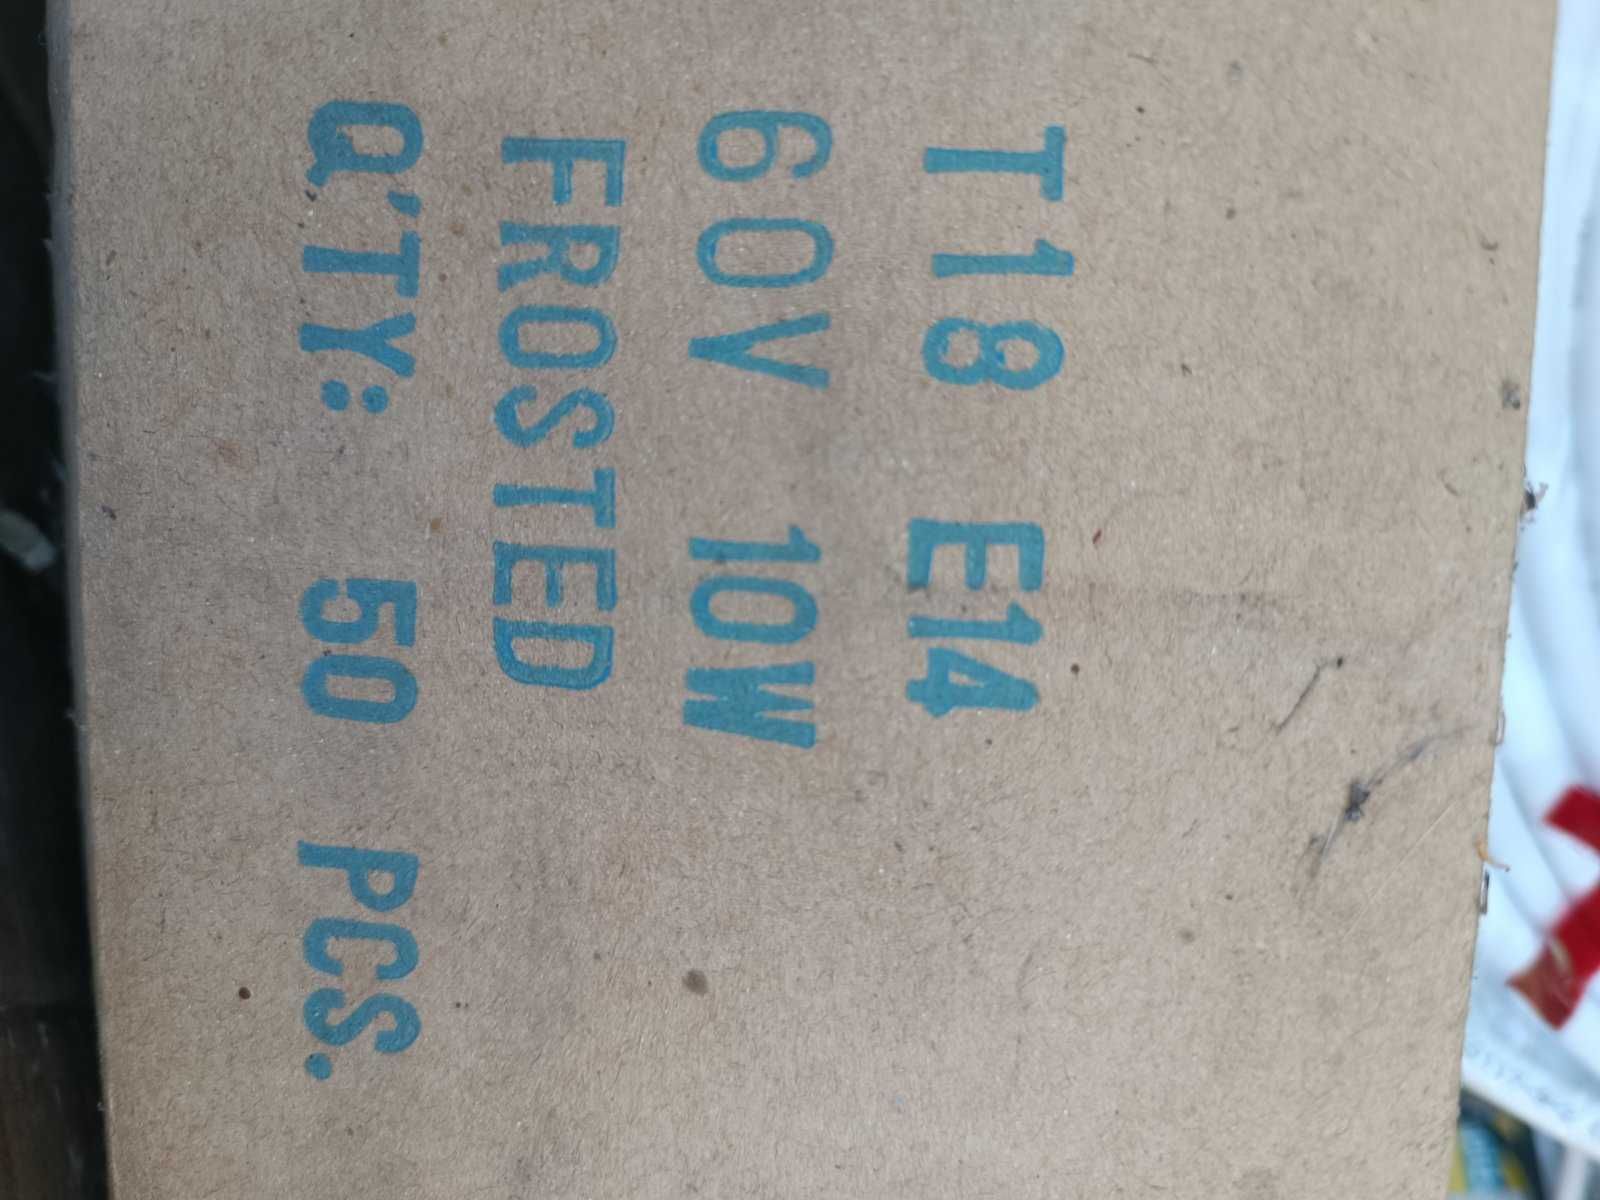 T18 E14
60V 10W
FROSTED
Q'TY: 50 PCS.